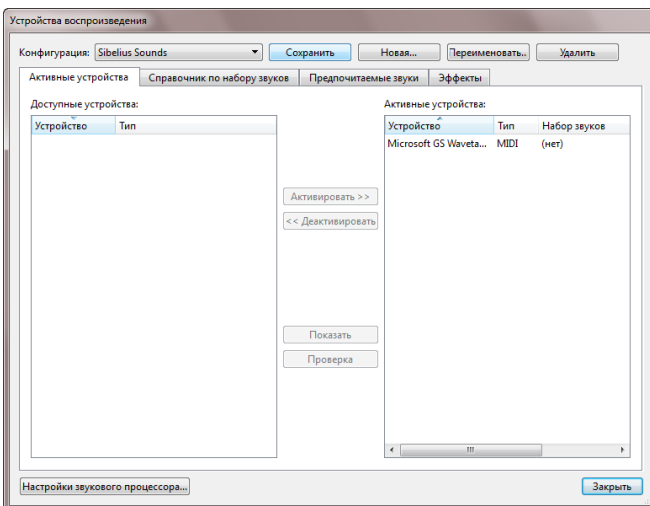 Устройства воспроизведения
Конфигурация: Sibelius Sounds Сохранить Новая... Переименовать.. Удалить
Активные устройства Справочник по набору звуков Предпочитаемые звуки Эффекты
Доступные устройства: Активные устройства:
Устройство Тип Устройство Тип Набор звуков
Microsoft GS Waveta... MIDI (нет)
Активировать >>
<< Деактивировать
Показать
Проверка
Настройки звукового процессора... Закрыть